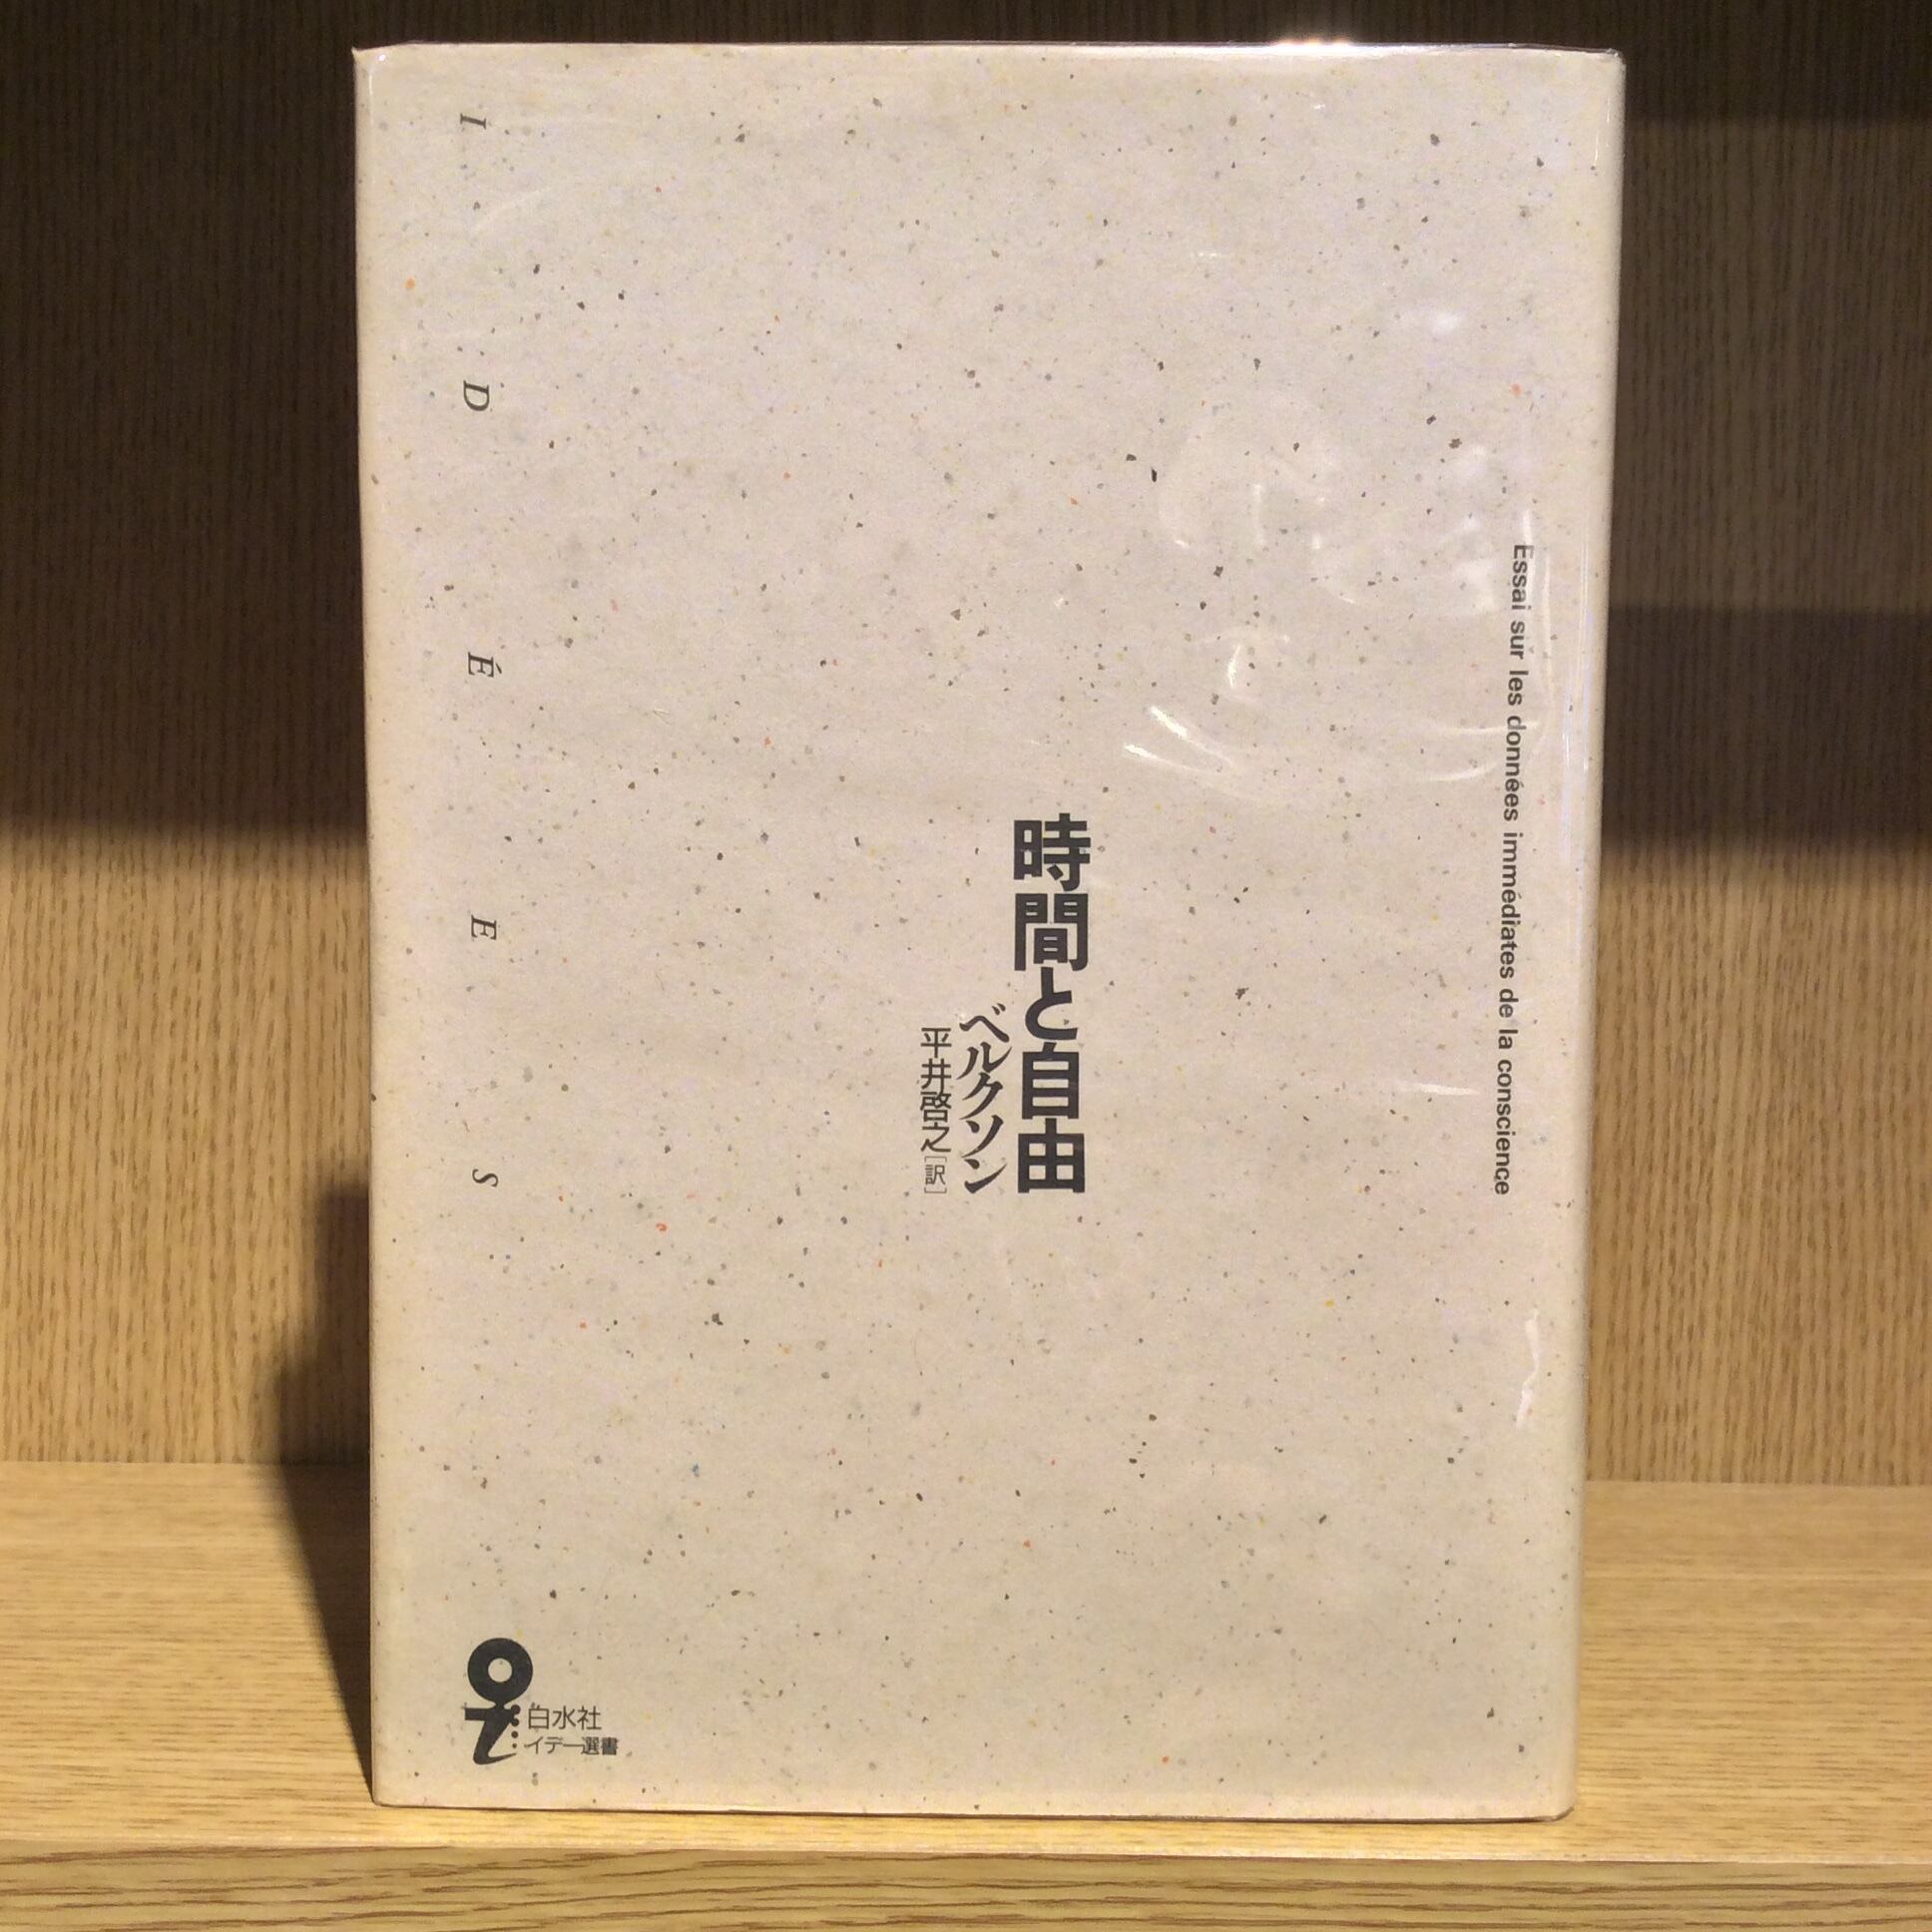 Essai sur les données immédiates de la conscience
時間と自由
ベルクソン
平井啓之[訳]
IDÉES
白水社
イデー選書